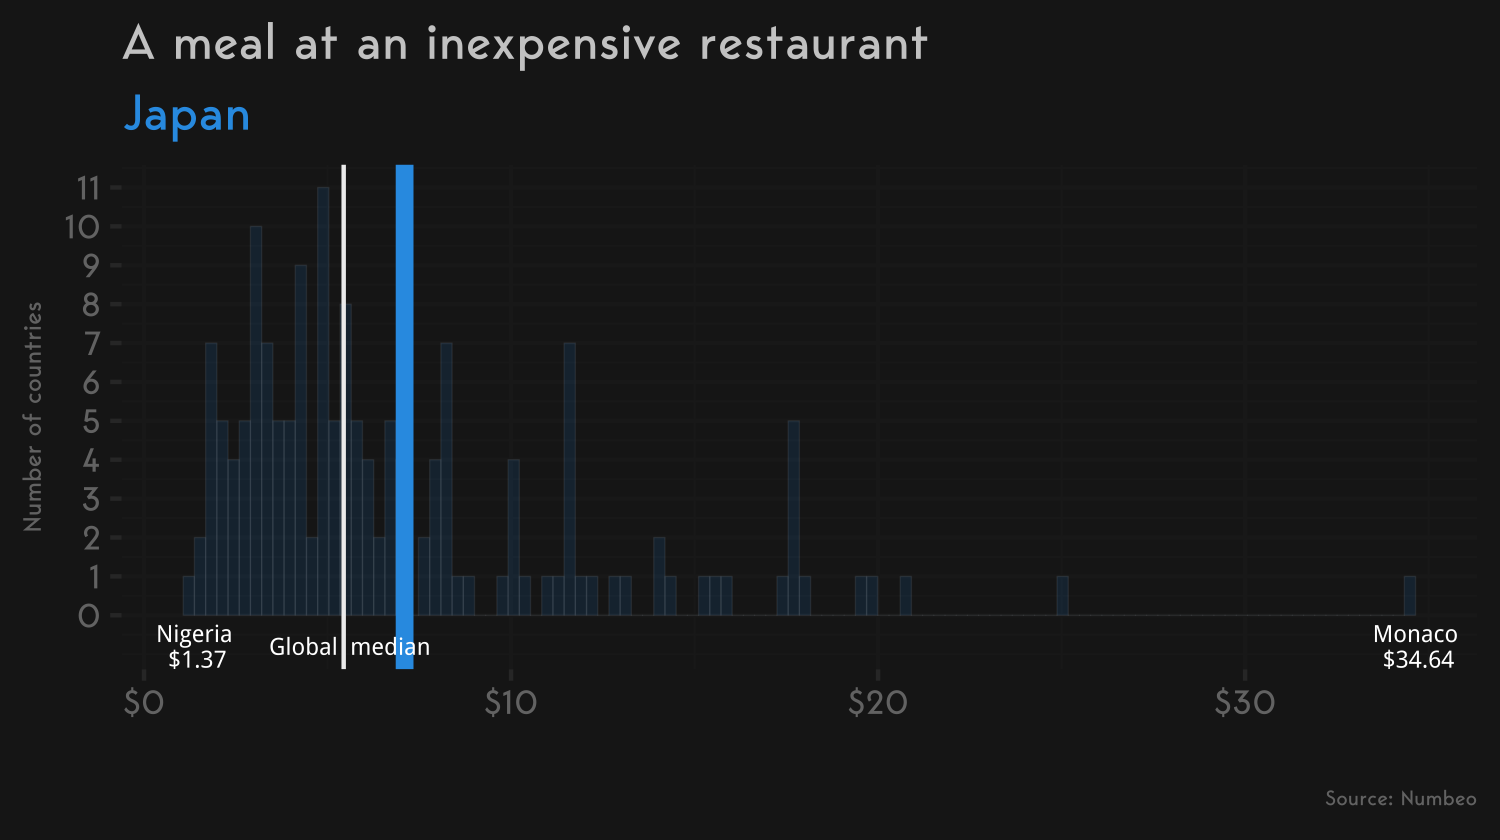 A meal at an inexpensive restaurant
Japan
Number of countries
11
10
9
8
7
6
5
4
3
2
1
0
Nigeria
$1.37
Global median
Monaco
$34.64
$0 $10 $20 $30
Source: Numbeo